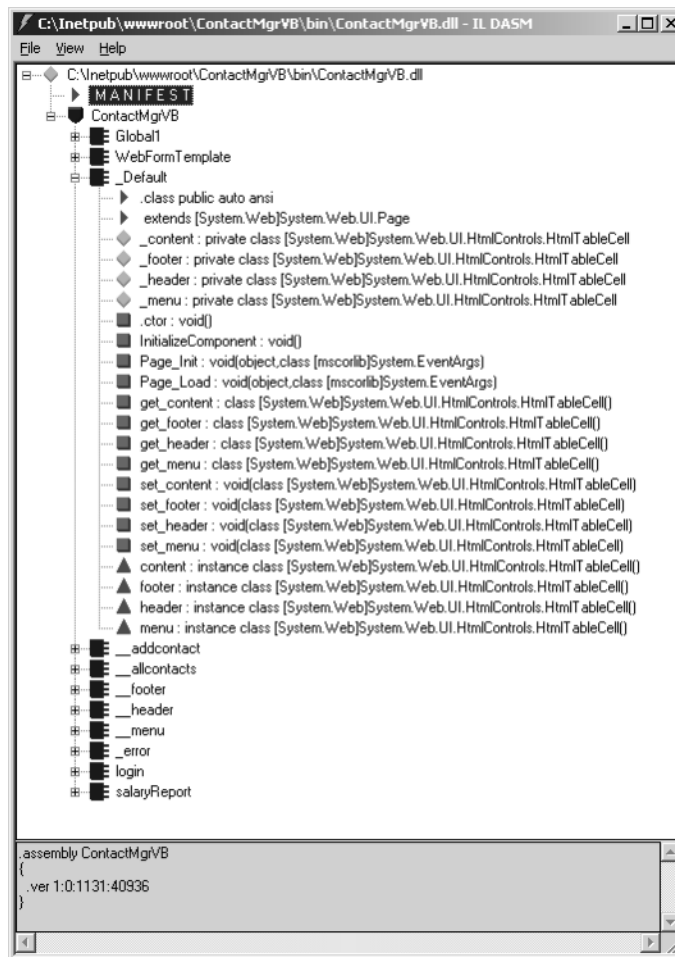 C:\Inetpub\wwwroot\ContactMgrVB\bin\ContactMgrVB.dll - IL DASM
File View Help
C:\Inetpub\wwwroot\ContactMgrVB\bin\ContactMgrVB.dll
MANIFEST
ContactMgrVB
Global1
WebFormTemplate
_Default
.class public auto ansi
extends [System.Web]System.Web.UI.Page
_content : private class [System.Web]System.Web.UI.HtmlControls.HtmlTableCell
_footer : private class [System.Web]System.Web.UI.HtmlControls.HtmlTableCell
_header : private class [System.Web]System.Web.UI.HtmlControls.HtmlTableCell
_menu : private class [System.Web]System.Web.UI.HtmlControls.HtmlTableCell
.ctor : void()
InitializeComponent : void()
Page_Init : void(object,class [mscorlib]System.EventArgs)
Page_Load : void(object,class [mscorlib]System.EventArgs)
get_content : class [System.Web]System.Web.UI.HtmlControls.HtmlTableCell()
get_footer : class [System.Web]System.Web.UI.HtmlControls.HtmlTableCell()
get_header : class [System.Web]System.Web.UI.HtmlControls.HtmlTableCell()
get_menu : class [System.Web]System.Web.UI.HtmlControls.HtmlTableCell()
set_content : void(class [System.Web]System.Web.UI.HtmlControls.HtmlTableCell)
set_footer : void(class [System.Web]System.Web.UI.HtmlControls.HtmlTableCell)
set_header : void(class [System.Web]System.Web.UI.HtmlControls.HtmlTableCell)
set_menu : void(class [System.Web]System.Web.UI.HtmlControls.HtmlTableCell)
content : instance class [System.Web]System.Web.UI.HtmlControls.HtmlTableCell()
footer : instance class [System.Web]System.Web.UI.HtmlControls.HtmlTableCell()
header : instance class [System.Web]System.Web.UI.HtmlControls.HtmlTableCell()
menu : instance class [System.Web]System.Web.UI.HtmlControls.HtmlTableCell()
__addcontact
__allcontacts
__footer
__header
__menu
_error
login
salaryReport
.assembly ContactMgrVB
{
.ver 1:0:1131:40936
}